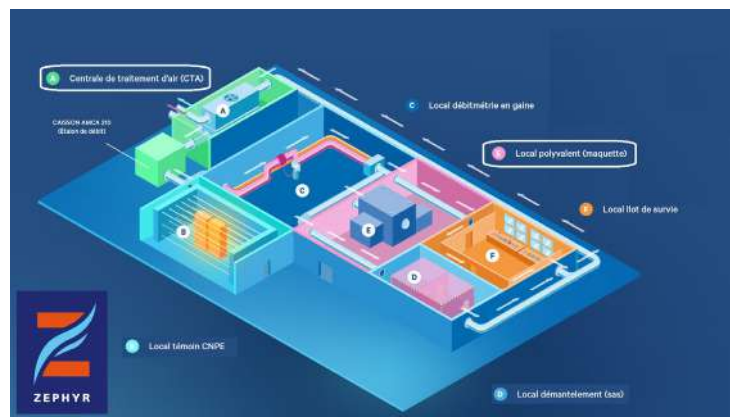 A Centrale de traitement d'air (CTA)
CAISSON AMCA 210
(Étalon de débit)
A
C Local débitmétrie en gaine
E Local polyvalent (maquette)
F Local îlot de survie
C
B
E
F
D
Local témoin CNPE
ZEPHYR
D Local démantelement (sas)